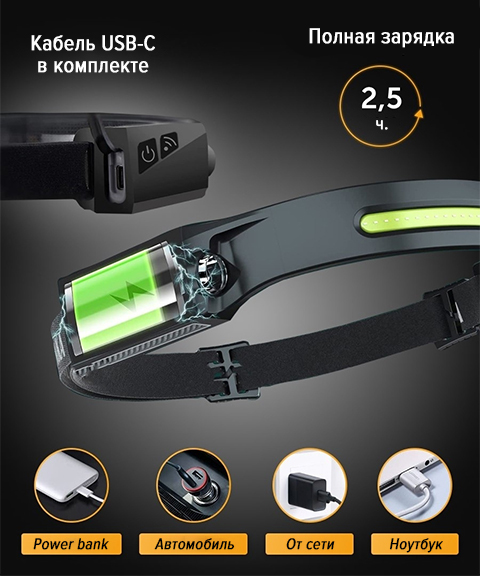 Кабель USB-C
в комплекте
Полная зарядка
2,5
ч.
Power bank
Автомобиль
От сети
Ноутбук